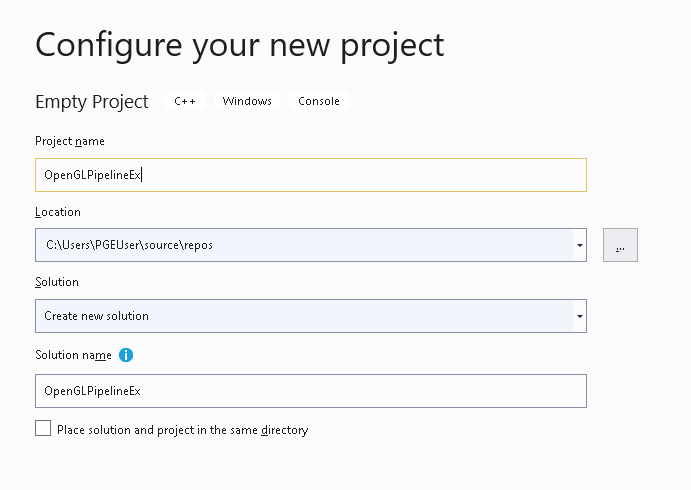 Configure your new project
Empty Project C++ Windows Console
Project name
OpenGLPipelineEx
Location
C:\Users\PGEUser\source\repos
...
Solution
Create new solution
Solution name i
OpenGLPipelineEx
Place solution and project in the same directory